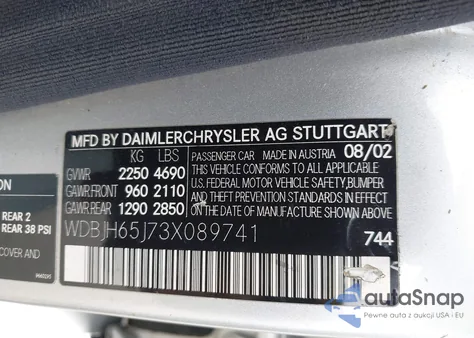 MFD BY DAIMLERCHRYSLER AG STUTTGART
KG LBS
GVWR 2250 4690
GAWR.FRONT 960 2110
GAWR.REAR 1290 2850
PASSENGER CAR MADE IN AUSTRIA 08/02
THIS VEHICLE CONFORMS TO ALL APPLICABLE
U.S. FEDERAL MOTOR VEHICLE SAFETY, BUMPER
AND THEFT PREVENTION STANDARDS IN EFFECT
ON THE DATE OF MANUFACTURE SHOWN ABOVE.
WDBJH65J73X089741
744
ON
REAR 2
REAR 38 PSI
COVER AND
autoSnap
Pewne auta z aukcji USA i EU